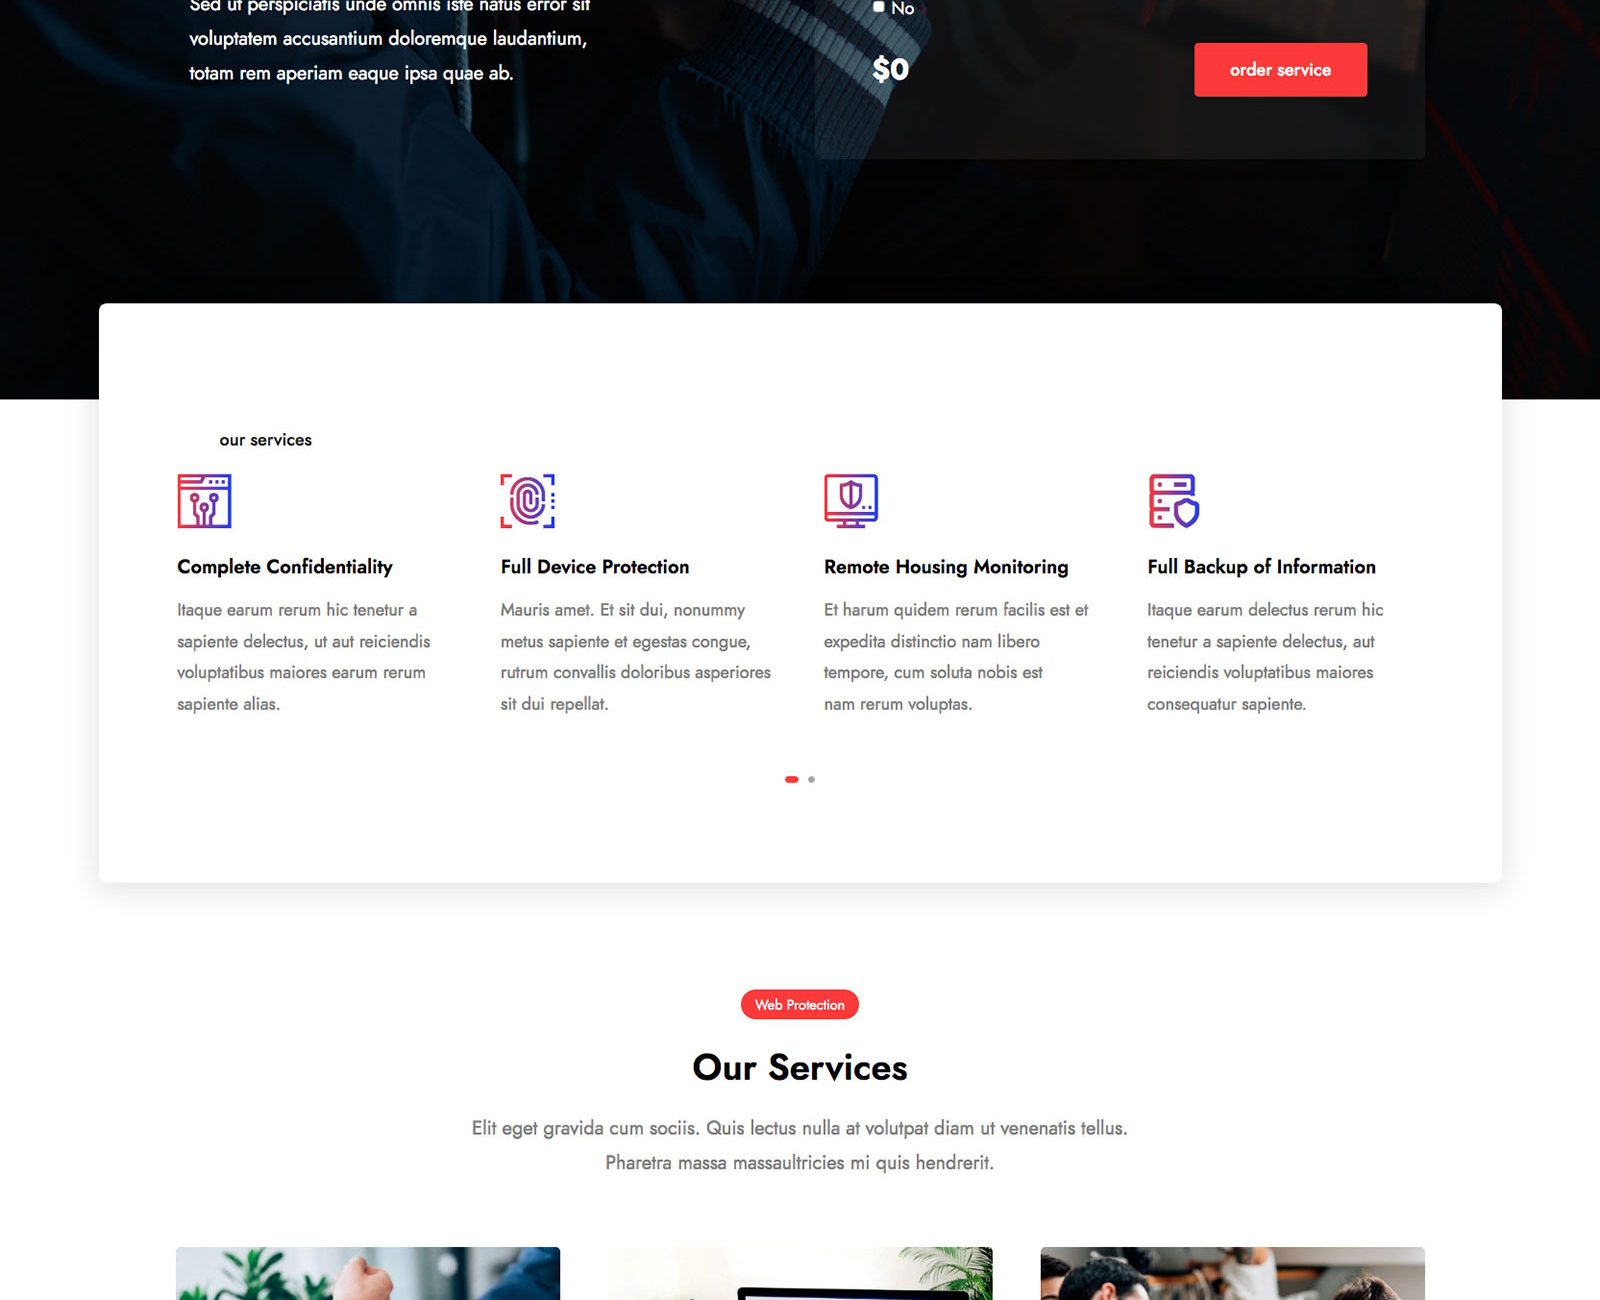 Sed ut perspiciatis unde omnis iste natus error sit
voluptatem accusantium doloremque laudantium,
totam rem aperiam eaque ipsa quae ab.
No
$0
order service
our services
Complete Confidentiality
Itaque earum rerum hic tenetur a
sapiente delectus, ut aut reiciendis
voluptatibus maiores earum rerum
sapiente alias.
Full Device Protection
Mauris amet. Et sit dui, nonummy
metus sapiente et egestas congue,
rutrum convallis doloribus asperiores
sit dui repellat.
Remote Housing Monitoring
Et harum quidem rerum facilis est et
expedita distinctio nam libero
tempore, cum soluta nobis est
nam rerum voluptas.
Full Backup of Information
Itaque earum delectus rerum hic
tenetur a sapiente delectus, aut
reiciendis voluptatibus maiores
consequatur sapiente.
Web Protection
Our Services
Elit eget gravida cum sociis. Quis lectus nulla at volutpat diam ut venenatis tellus.
Pharetra massa massaultricies mi quis hendrerit.